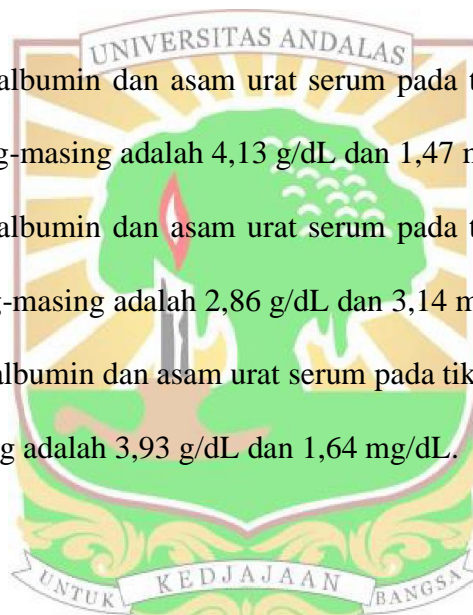 UNIVERSITAS ANDALAS
albumin dan asam urat serum pada
g-masing adalah 4,13 g/dL dan 1,47
albumin dan asam urat serum pada
g-masing adalah 2,86 g/dL dan 3,14
albumin dan asam urat serum pada tik
g adalah 3,93 g/dL dan 1,64 mg/dL.
UNTUK KEDJAJAAN BANGSA